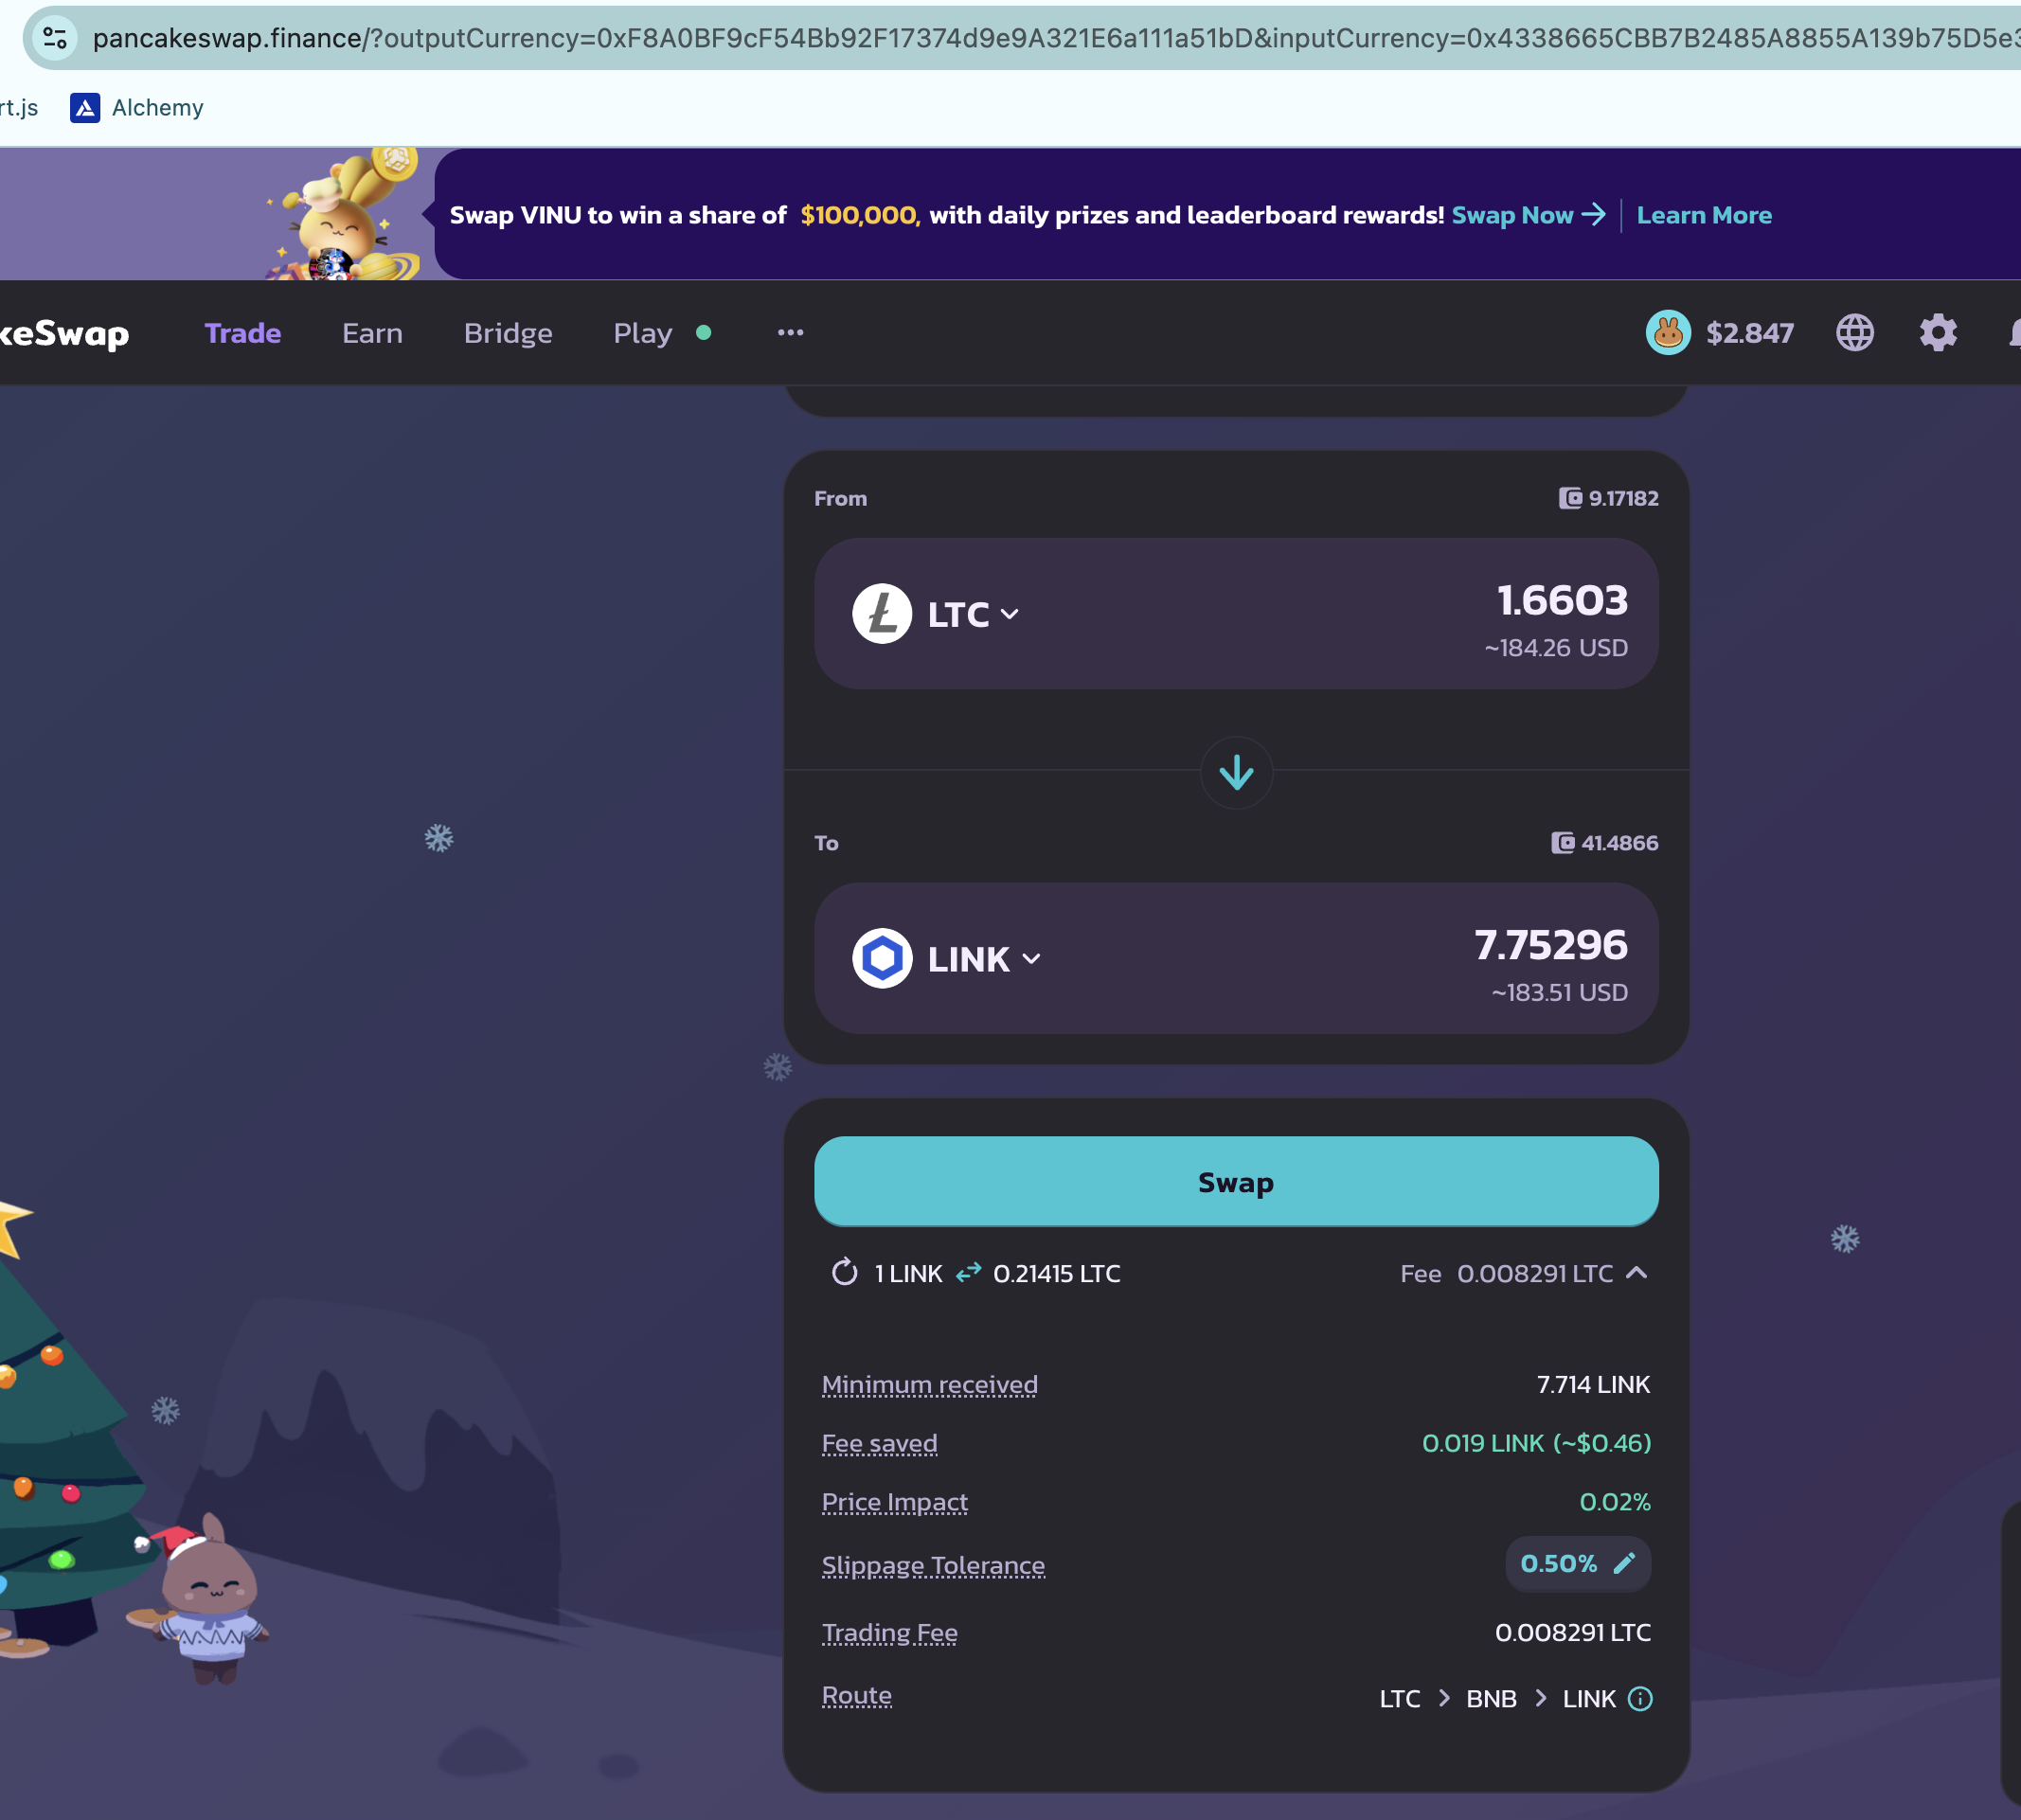 pancakeswap.finance/?outputCurrency=0xF8A0BF9cF54Bb92F17374d9e9A321E6a111a51bD&inputCurrency=0x4338665CBB7B2485A8855A139b75D5e3
rt.js Alchemy
Swap VINU to win a share of $100,000, with daily prizes and leaderboard rewards! Swap Now → | Learn More
keSwap Trade Earn Bridge Play ... $2.847
From 9.17182
LTC 1.6603
~184.26 USD
To 41.4866
LINK 7.75296
~183.51 USD
Swap
1 LINK ⇄ 0.21415 LTC Fee 0.008291 LTC
Minimum received 7.714 LINK
Fee saved 0.019 LINK (~$0.46)
Price Impact 0.02%
Slippage Tolerance 0.50%
Trading Fee 0.008291 LTC
Route LTC > BNB > LINK